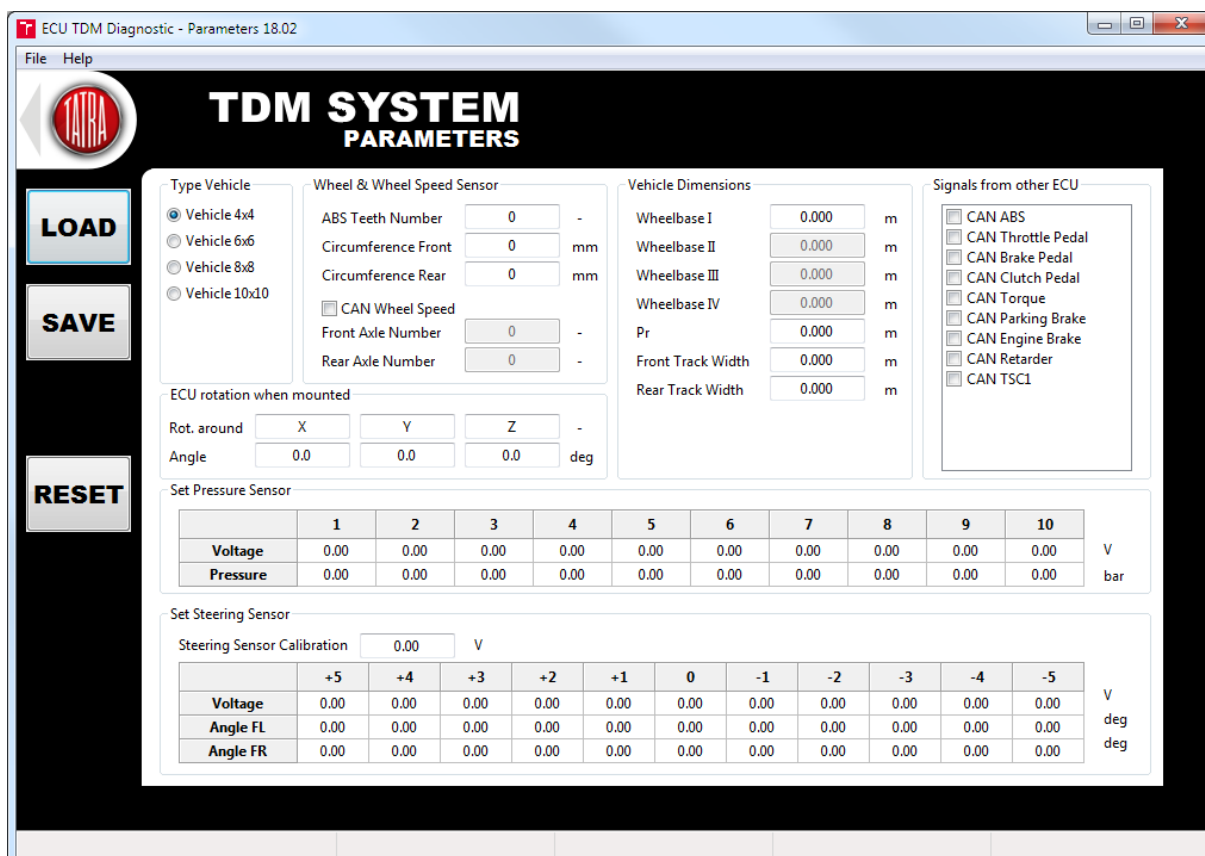 ECU TDM Diagnostic - Parameters 18.02
File Help
TATRA
TDM SYSTEM
PARAMETERS
LOAD
SAVE
RESET
Type Vehicle
Vehicle 4x4
Vehicle 6x6
Vehicle 8x8
Vehicle 10x10
Wheel & Wheel Speed Sensor
ABS Teeth Number 0 -
Circumference Front 0 mm
Circumference Rear 0 mm
CAN Wheel Speed
Front Axle Number 0 -
Rear Axle Number 0 -
Vehicle Dimensions
Wheelbase I 0.000 m
Wheelbase II 0.000 m
Wheelbase III 0.000 m
Wheelbase IV 0.000 m
Pr 0.000 m
Front Track Width 0.000 m
Rear Track Width 0.000 m
Signals from other ECU
CAN ABS
CAN Throttle Pedal
CAN Brake Pedal
CAN Clutch Pedal
CAN Torque
CAN Parking Brake
CAN Engine Brake
CAN Retarder
CAN TSC1
ECU rotation when mounted
Rot. around X Y Z -
Angle 0.0 0.0 0.0 deg
Set Pressure Sensor
1 2 3 4 5 6 7 8 9 10
Voltage 0.00 0.00 0.00 0.00 0.00 0.00 0.00 0.00 0.00 0.00 V
Pressure 0.00 0.00 0.00 0.00 0.00 0.00 0.00 0.00 0.00 0.00 bar
Set Steering Sensor
Steering Sensor Calibration 0.00 V
+5 +4 +3 +2 +1 0 -1 -2 -3 -4 -5
Voltage 0.00 0.00 0.00 0.00 0.00 0.00 0.00 0.00 0.00 0.00 0.00 V
Angle FL 0.00 0.00 0.00 0.00 0.00 0.00 0.00 0.00 0.00 0.00 0.00 deg
Angle FR 0.00 0.00 0.00 0.00 0.00 0.00 0.00 0.00 0.00 0.00 0.00 deg